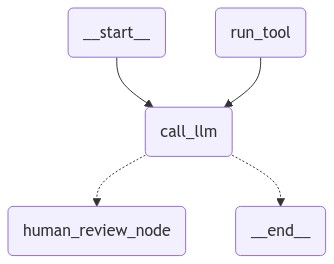 __start__
run_tool
call_llm
human_review_node
__end__